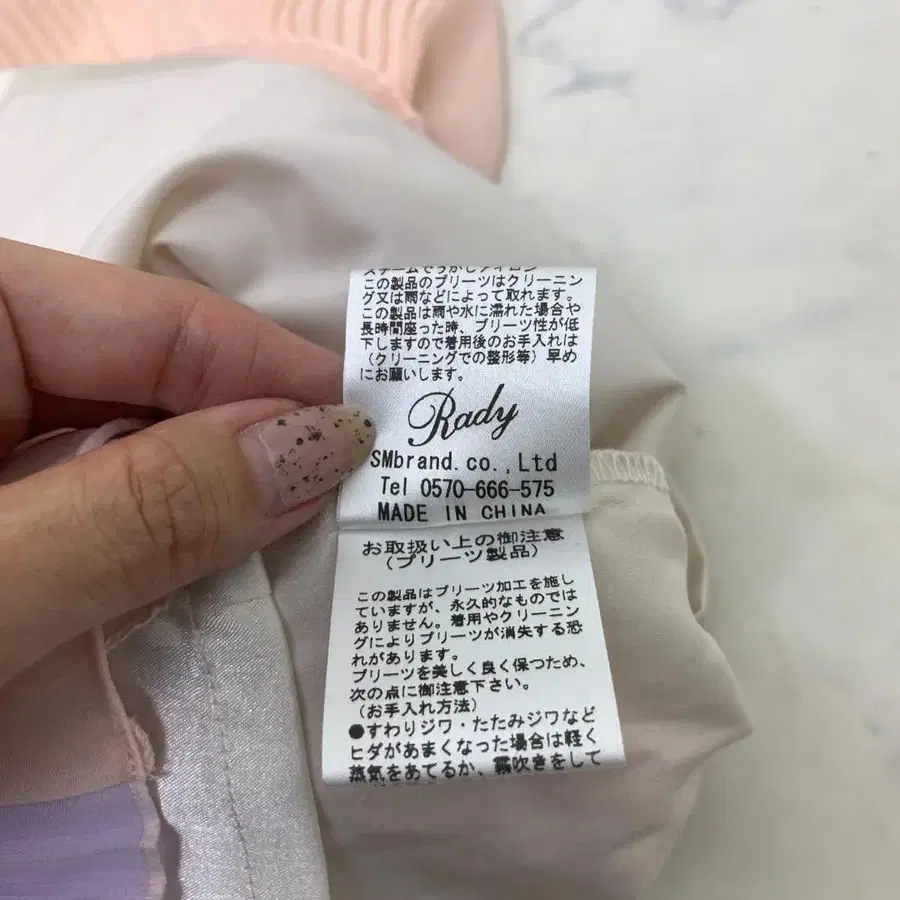 スチームでうかしアイロン
この製品のプリーツはクリーニン
グ又は雨などによって取れます。
この製品は雨や水に濡れた場合や
長時間座った時、プリーツ性が低
下しますので着用後のお手入れは
(クリーニングでの整形等)早め
にお願いします。
Rady
SMbrand.co.,Ltd
Tel 0570-666-575
MADE IN CHINA
お取扱い上の御注意
(プリーツ製品)
この製品はプリーツ加工を施し
ていますが、永久的なものでは
ありません。着用やクリーニン
グによりプリーツが消失する恐
れがあります。
プリーツを美しく良く保つため、
次の点に御注意下さい。
(お手入れ方法)
●すわりジワ・たたみジワなど
ヒダがあまくなった場合は軽く
蒸気をあてるか、霧吹きをして